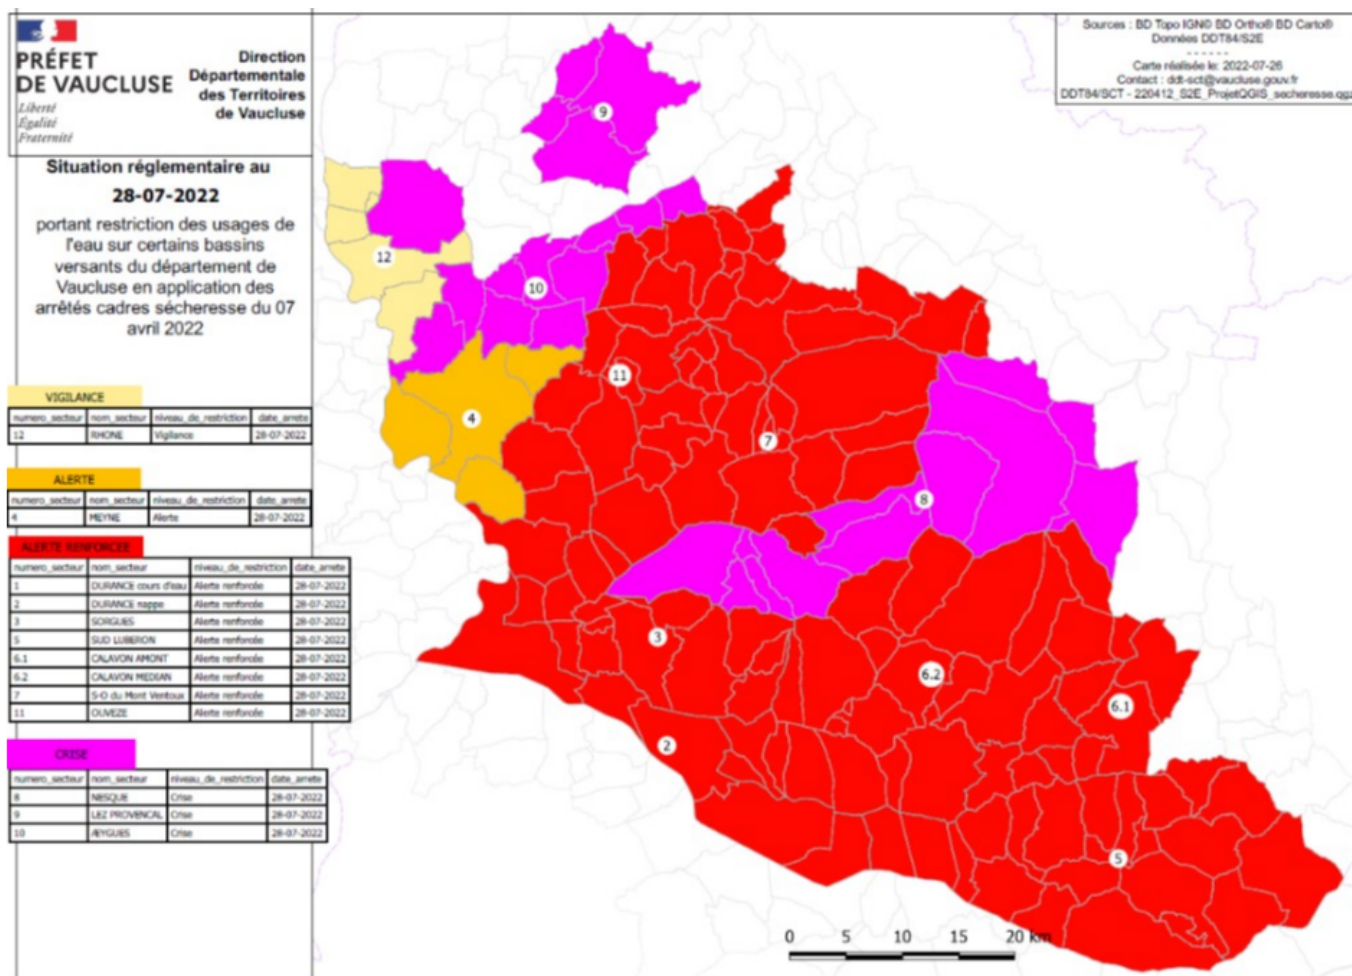 PRÉFET
DE VAUCLUSE
Liberté
Égalité
Fraternité
Direction
Départementale
des Territoires
de Vaucluse
Situation réglementaire au
28-07-2022
portant restriction des usages de
l'eau sur certains bassins
versants du département de
Vaucluse en application des
arrêtés cadres sécheresse du 07
avril 2022
VIGILANCE
numero_secteur nom_secteur niveau_de_restriction date_arrete
12 RHONE Vigilance 28-07-2022
ALERTE
numero_secteur nom_secteur niveau_de_restriction date_arrete
4 MEYNE Alerte 28-07-2022
ALERTE RENFORCEE
numero_secteur nom_secteur niveau_de_restriction date_arrete
1 DURANCE cours d'eau Alerte renforcée 28-07-2022
2 DURANCE nappe Alerte renforcée 28-07-2022
3 SORGUES Alerte renforcée 28-07-2022
5 SUD LUBERON Alerte renforcée 28-07-2022
6.1 CALAVON AMONT Alerte renforcée 28-07-2022
6.2 CALAVON MEDIAN Alerte renforcée 28-07-2022
7 S-O du Mont Ventoux Alerte renforcée 28-07-2022
11 OUVEZE Alerte renforcée 28-07-2022
CRISE
numero_secteur nom_secteur niveau_de_restriction date_arrete
8 NESQUE Crise 28-07-2022
9 LEZ PROVENCAL Crise 28-07-2022
10 AEYGUES Crise 28-07-2022
Sources : BD Topo IGN® BD Ortho® BD Carto®
Données DDT84/S2E
- - - - - -
Carte réalisée le: 2022-07-26
Contact : ddt-sct@vaucluse.gouv.fr
DDT84/SCT - 220412_S2E_ProjetQGIS_secheresse.qgz
9
12
10
11
4
7
8
3
6.2
6.1
2
5
0 5 10 15 20 km